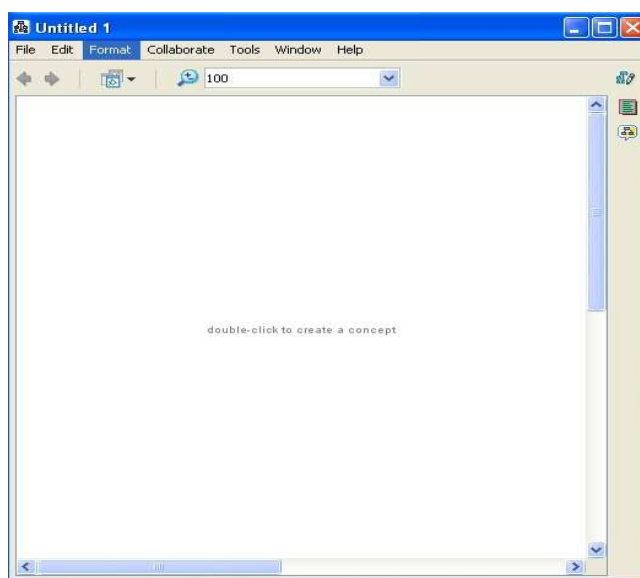 Untitled 1
File Edit Format Collaborate Tools Window Help
100
double-click to create a concept